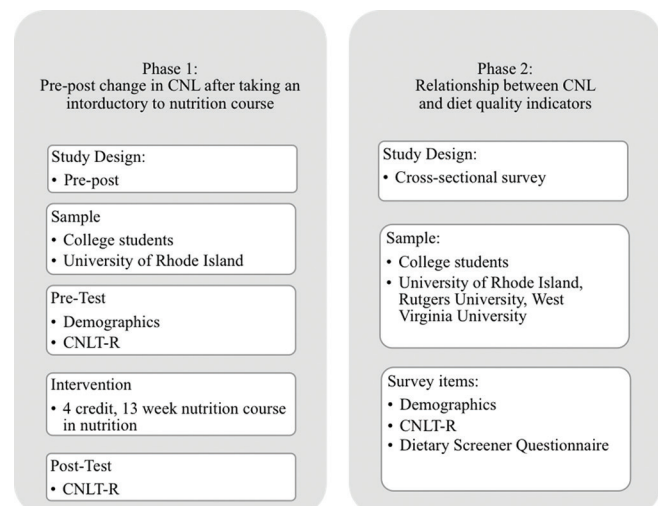 Phase 1:
Pre-post change in CNL after taking an
intorductory to nutrition course
Study Design:
• Pre-post
Sample
• College students
• University of Rhode Island
Pre-Test
• Demographics
• CNLT-R
Intervention
• 4 credit, 13 week nutrition course
in nutrition
Post-Test
• CNLT-R
Phase 2:
Relationship between CNL
and diet quality indicators
Study Design:
• Cross-sectional survey
Sample:
• College students
• University of Rhode Island,
Rutgers University, West
Virginia University
Survey items:
• Demographics
• CNLT-R
• Dietary Screener Questionnaire